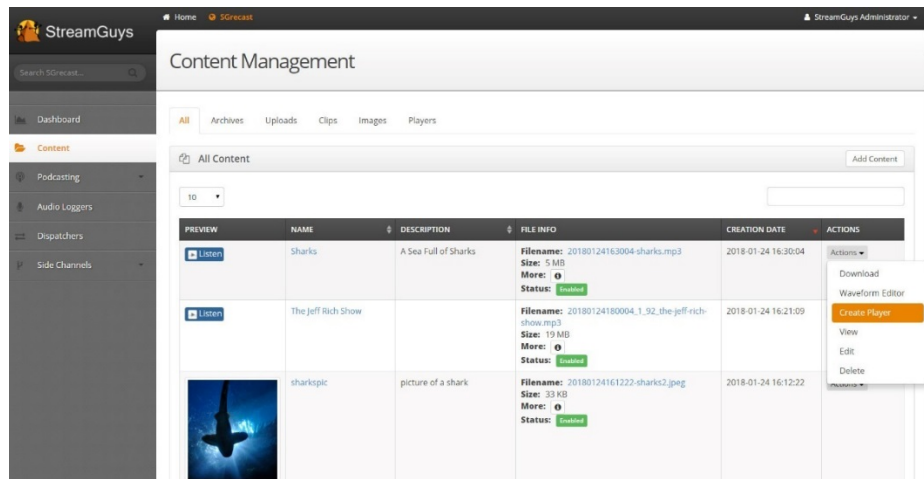 StreamGuys
Home SGrecast
StreamGuys Administrator
Search SGrecast...
Content Management
Dashboard
Content
Podcasting
Audio Loggers
Dispatchers
Side Channels
All Archives Uploads Clips Images Players
All Content
Add Content
10
PREVIEW NAME DESCRIPTION FILE INFO CREATION DATE ACTIONS
Listen Sharks A Sea Full of Sharks Filename: 20180124163004-sharks.mp3 2018-01-24 16:30:04 Actions
Size: 5 MB
More:
Status: Enabled
Download
Waveform Editor
Create Player
View
Edit
Delete
Listen The Jeff Rich Show Filename: 20180124180004_1_92_the-jeff-rich-show.mp3 2018-01-24 16:21:09
Size: 19 MB
More:
Status: Enabled
sharkspic picture of a shark Filename: 20180124161222-sharks2.jpeg 2018-01-24 16:12:22 Actions
Size: 33 KB
More:
Status: Enabled